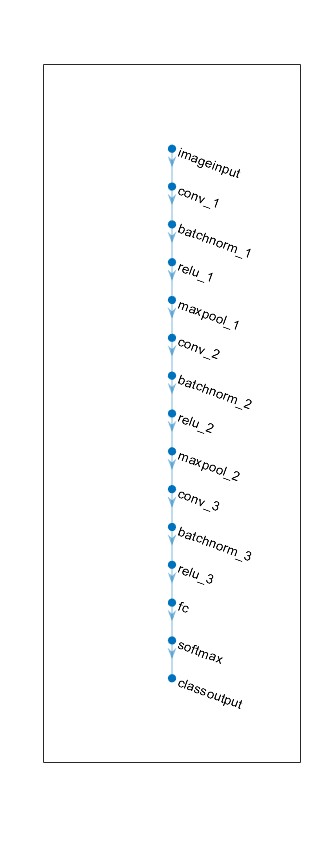 imageinput
conv_1
batchnorm_1
relu_1
maxpool_1
conv_2
batchnorm_2
relu_2
maxpool_2
conv_3
batchnorm_3
relu_3
fc
softmax
classoutput